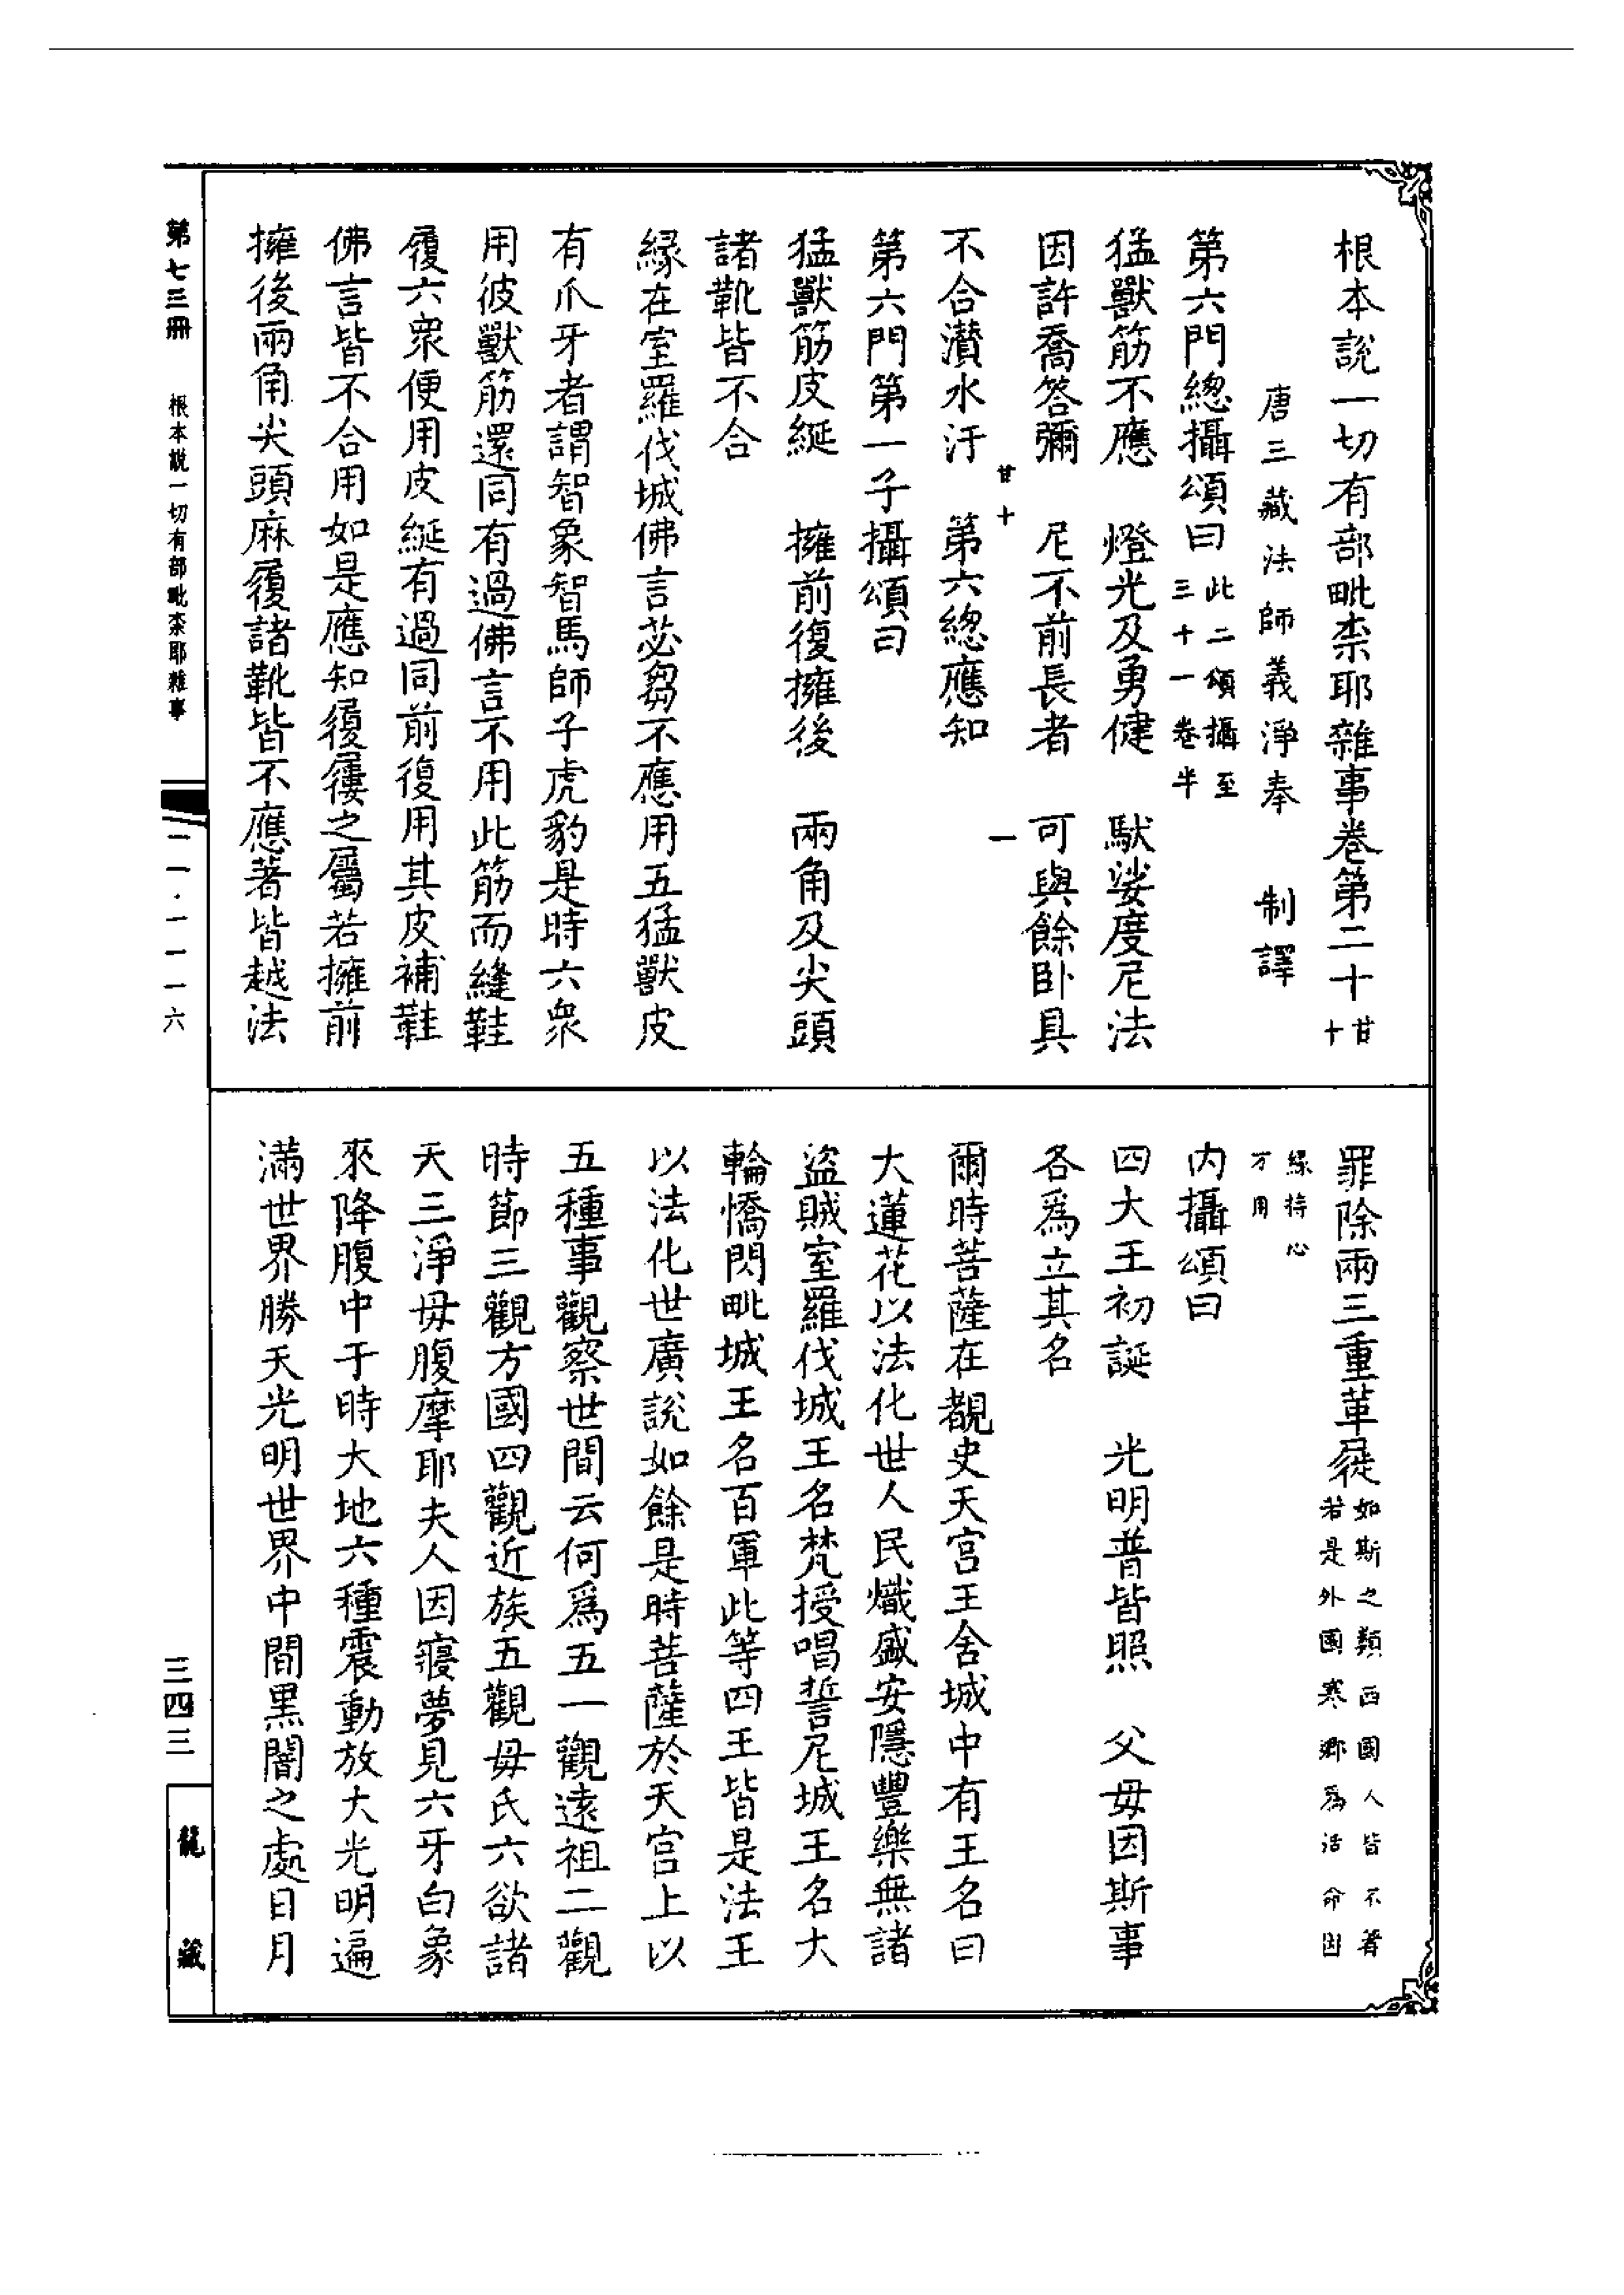 根本說一切有部毗柰耶雜事卷第二十 甘十
唐三藏法師義淨奉 制譯
第六門總攝頌曰 此二頌攝至三十一卷半
猛獸筋不應 燈光及勇健 馱娑度尼法
因許喬答彌 尼不前長者 可與餘卧具
不合濽水汙 第六總應知
甘十 一
第六門第一子攝頌曰
猛獸筋皮綖 擁前復擁後 兩角及尖頭
諸靴皆不合
緣在室羅伐城佛言苾芻不應用五猛獸皮
有爪牙者謂智象智馬師子虎豹是時六衆
用彼獸筋還同有過佛言不用此筋而縫鞋
履六衆便用皮綖有過同前復用其皮補鞋
佛言皆不合用如是應知履屨之屬若擁前
擁後兩角尖頭麻履諸靴皆不應著皆越法
罪除兩三重革屣 如斯之類西國人皆不著若是外國寒鄉爲活命因
緣持心方用
内攝頌曰
四大王初誕 光明普皆照 父母因斯事
各爲立其名
爾時菩薩在覩史天宮王舍城中有王名曰
大蓮花以法化世人民熾盛安隱豐樂無諸
盜賊室羅伐城王名梵授唱誓尼城王名大
輪憍閃毗城王名百軍此等四王皆是法王
以法化世廣說如餘是時菩薩於天宮上以
五種事觀察世間云何爲五一觀遠祖二觀
時節三觀方國四觀近族五觀母氏六欲諸
天三淨母腹摩耶夫人因寢夢見六牙白象
來降腹中于時大地六種震動放大光明遍
滿世界勝天光明世界中間黑闇之處日月
第七三冊 根本說一切有部毗柰耶雜事
一一·一一一六
三四三
龍藏